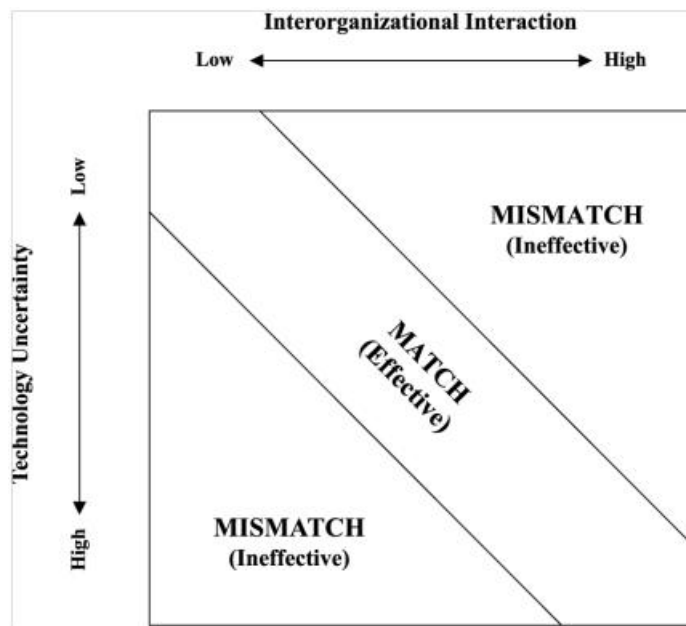 Interorganizational Interaction
Low High
Low
Technology Uncertainty
High
MISMATCH
(Ineffective)
MATCH
(Effective)
MISMATCH
(Ineffective)